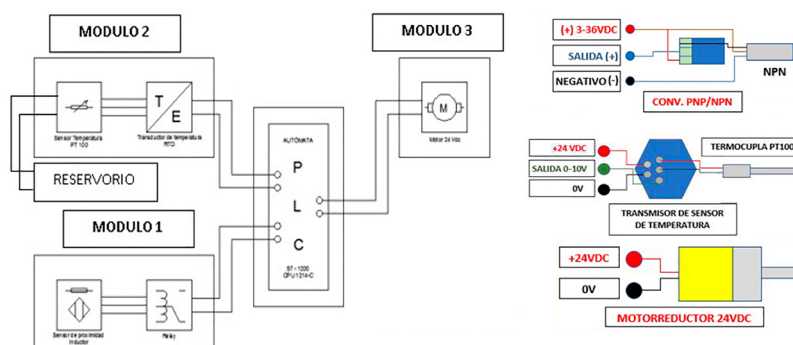 MODULO 2
Sensor Temperatura
PT 100
T
E
Transductor de temperatura
RTD
RESERVORIO
MODULO 1
Sensor de proximidad
Inductor
Relay
AUTÓMATA
P
L
C
S7 - 1200
CPU 1214-C
MODULO 3
M
Motor 24 Vdc
(+) 3-36VDC
SALIDA (+)
NEGATIVO (-)
NPN
CONV. PNP/NPN
+24 VDC
SALIDA 0-10V
0V
TERMOCUPLA PT100
TRANSMISOR DE SENSOR
DE TEMPERATURA
+24VDC
0V
MOTORREDUCTOR 24VDC